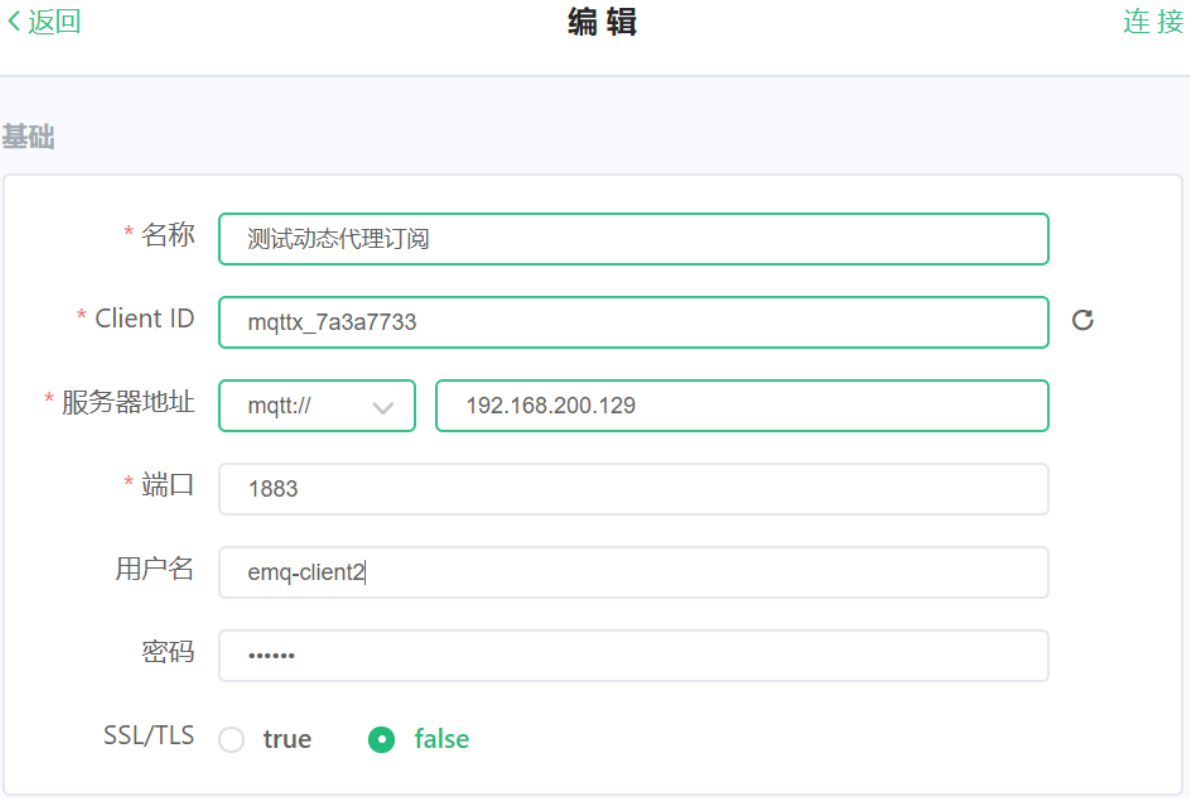 返回 编辑 连接
基础
* 名称 测试动态代理订阅
* Client ID mqttx_7a3a7733
* 服务器地址 mqtt:// 192.168.200.129
* 端口 1883
用户名 emq-client2
密码 ••••••
SSL/TLS true false